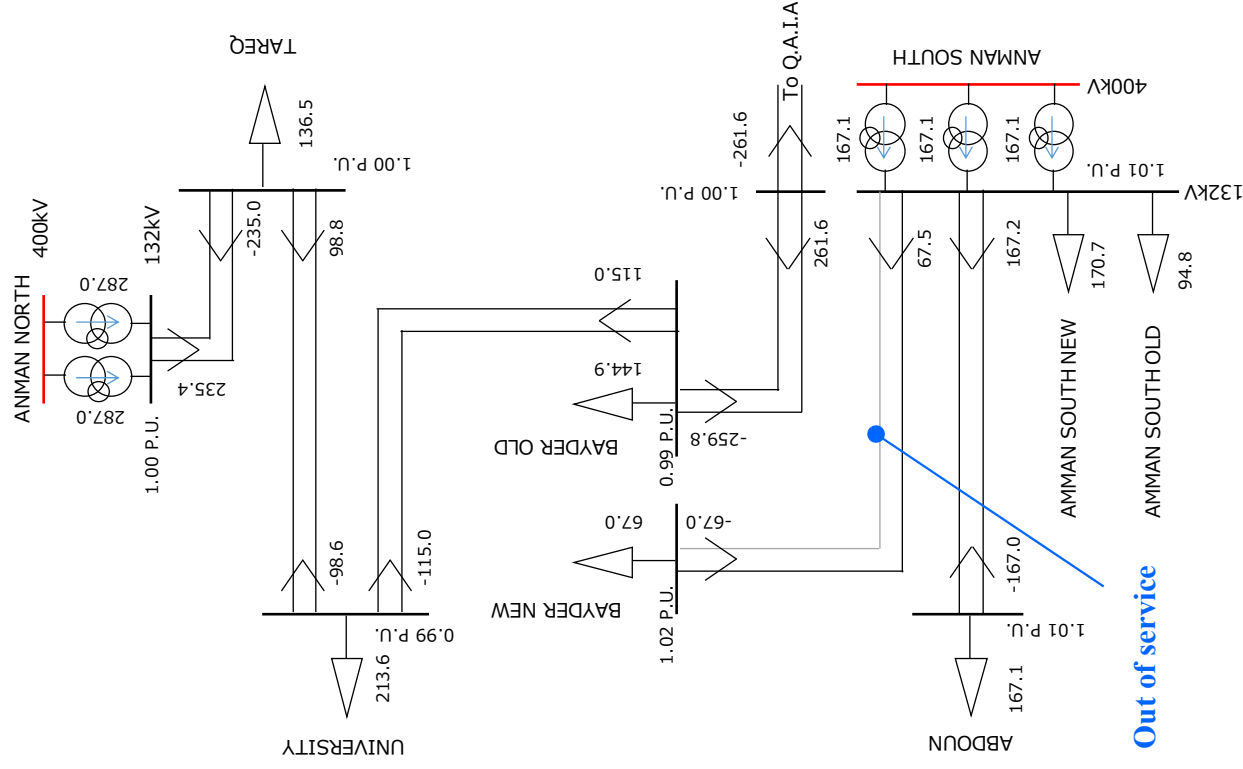 TAREQ
136.5
1.00 P.U.
400kV
132kV
ANMAN NORTH
287.0
287.0
1.00 P.U.
235.4
-235.0
98.8
-98.6
-115.0
0.99 P.U.
213.6
UNIVERSITY
115.0
144.9
BAYDER OLD
0.99 P.U.
-259.8
67.0
-67.0
BAYDER NEW
1.02 P.U.
To Q.A.I.A
-261.6
1.00 P.U.
261.6
ANMAN SOUTH
400kV
167.1
167.1
167.1
1.01 P.U.
132kV
67.5
167.2
170.7
94.8
AMMAN SOUTH NEW
AMMAN SOUTH OLD
-167.0
1.01 P.U.
167.1
ABDOUN
Out of service